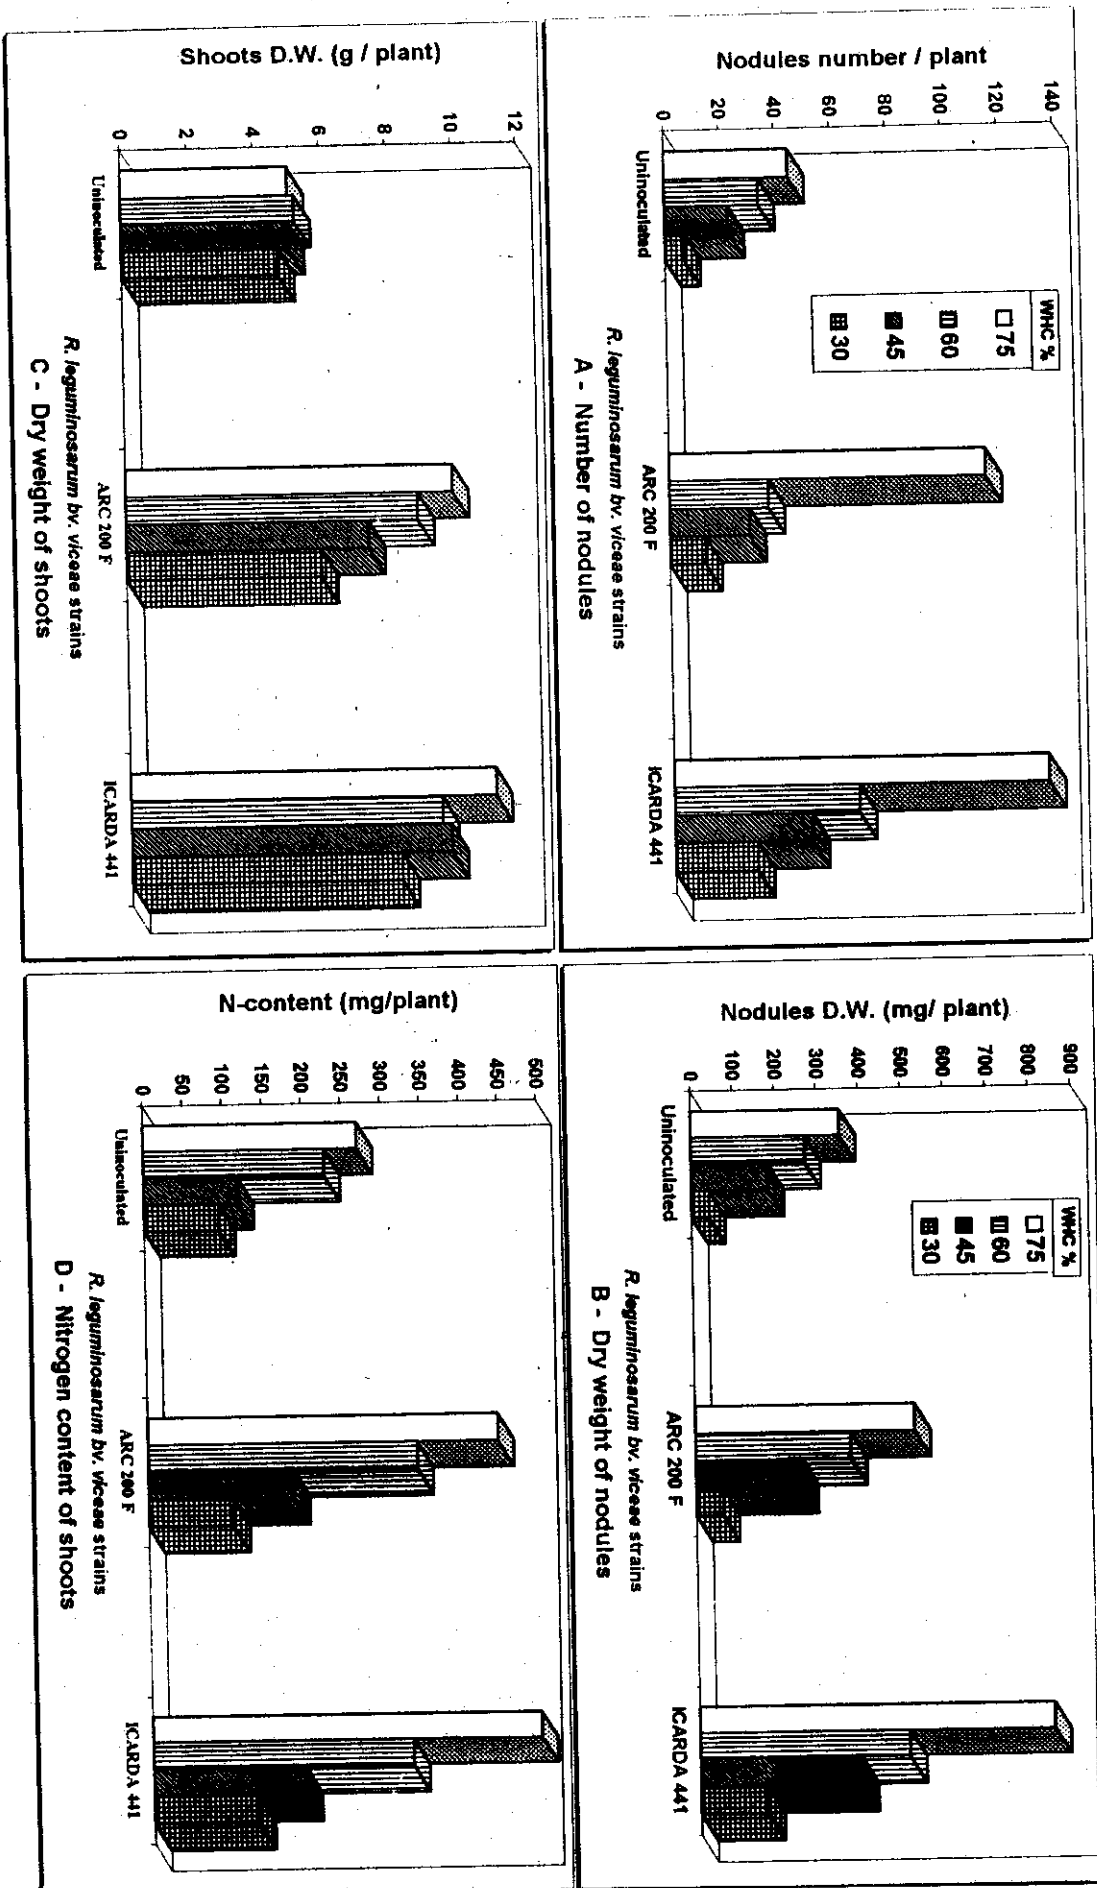 Nodules number / plant
140
120
100
80
60
40
20
0
WHC %
75
60
45
30
Uninoculated
ARC 200 F
ICARDA 441
R. leguminosarum bv. viceae strains
A - Number of nodules
Nodules D.W. (mg/ plant)
900
800
700
600
500
400
300
200
100
0
WHC %
75
60
45
30
Uninoculated
ARC 200 F
ICARDA 441
R. leguminosarum bv. viceae strains
B - Dry weight of nodules
Shoots D.W. (g / plant)
12
10
8
6
4
2
0
Uninoculated
ARC 200 F
ICARDA 441
R. leguminosarum bv. viceae strains
C - Dry weight of shoots
N-content (mg/plant)
500
450
400
350
300
250
200
150
100
50
0
Uninoculated
ARC 200 F
ICARDA 441
R. leguminosarum bv. viceae strains
D - Nitrogen content of shoots